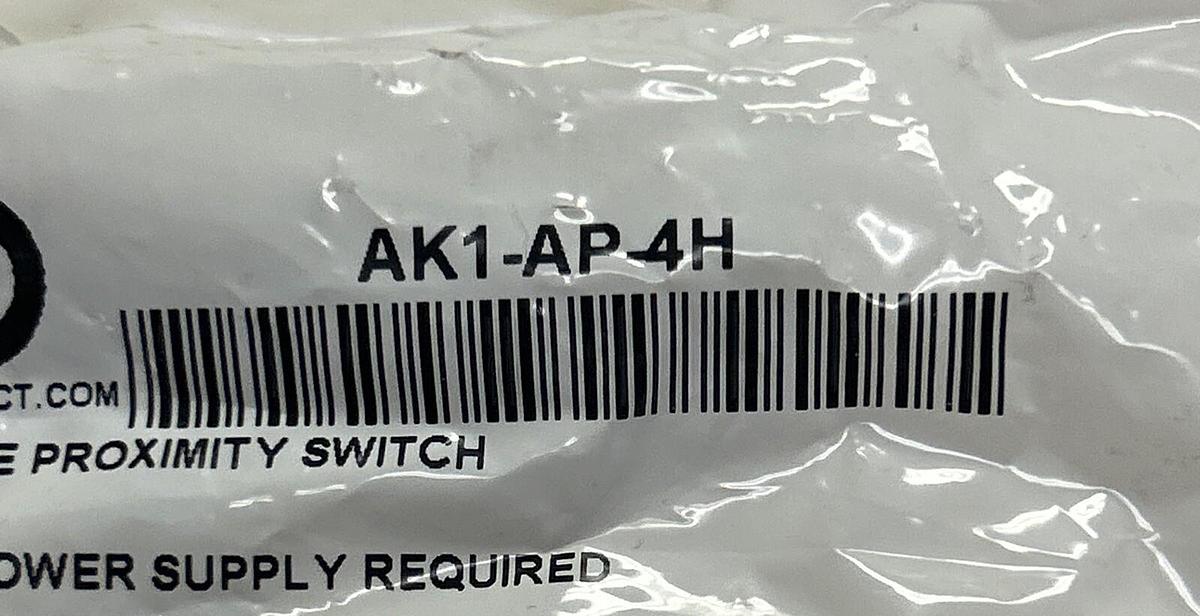 AK1-AP-4H
CT.COM
E PROXIMITY SWITCH
OWER SUPPLY REQUIRED